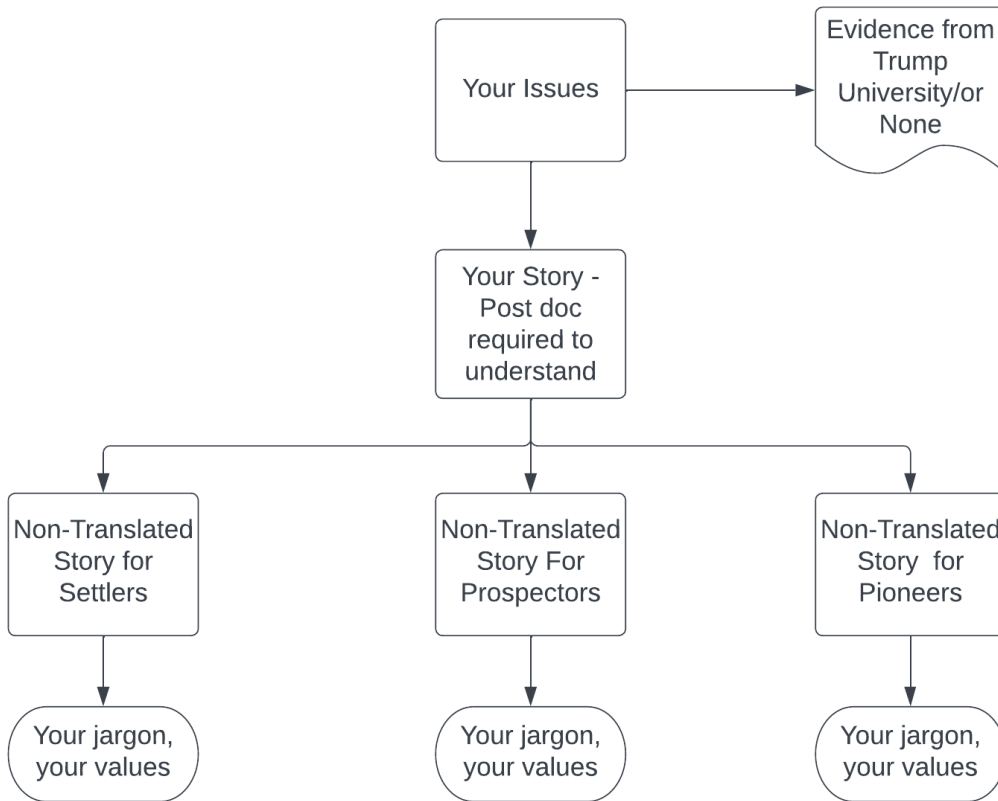 Your Issues
Evidence from
Trump
University/or
None
Your Story -
Post doc
required to
understand
Non-Translated
Story for
Settlers
Non-Translated
Story For
Prospectors
Non-Translated
Story  for
Pioneers
Your jargon,
your values
Your jargon,
your values
Your jargon,
your values